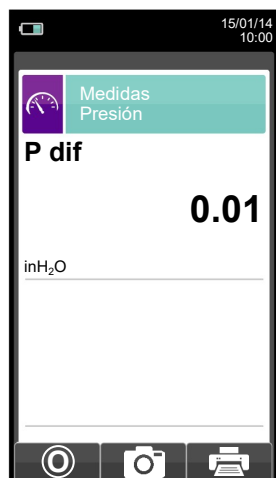 15/01/14
10:00
Medidas
Presión
P dif
0.01
inH₂O
O